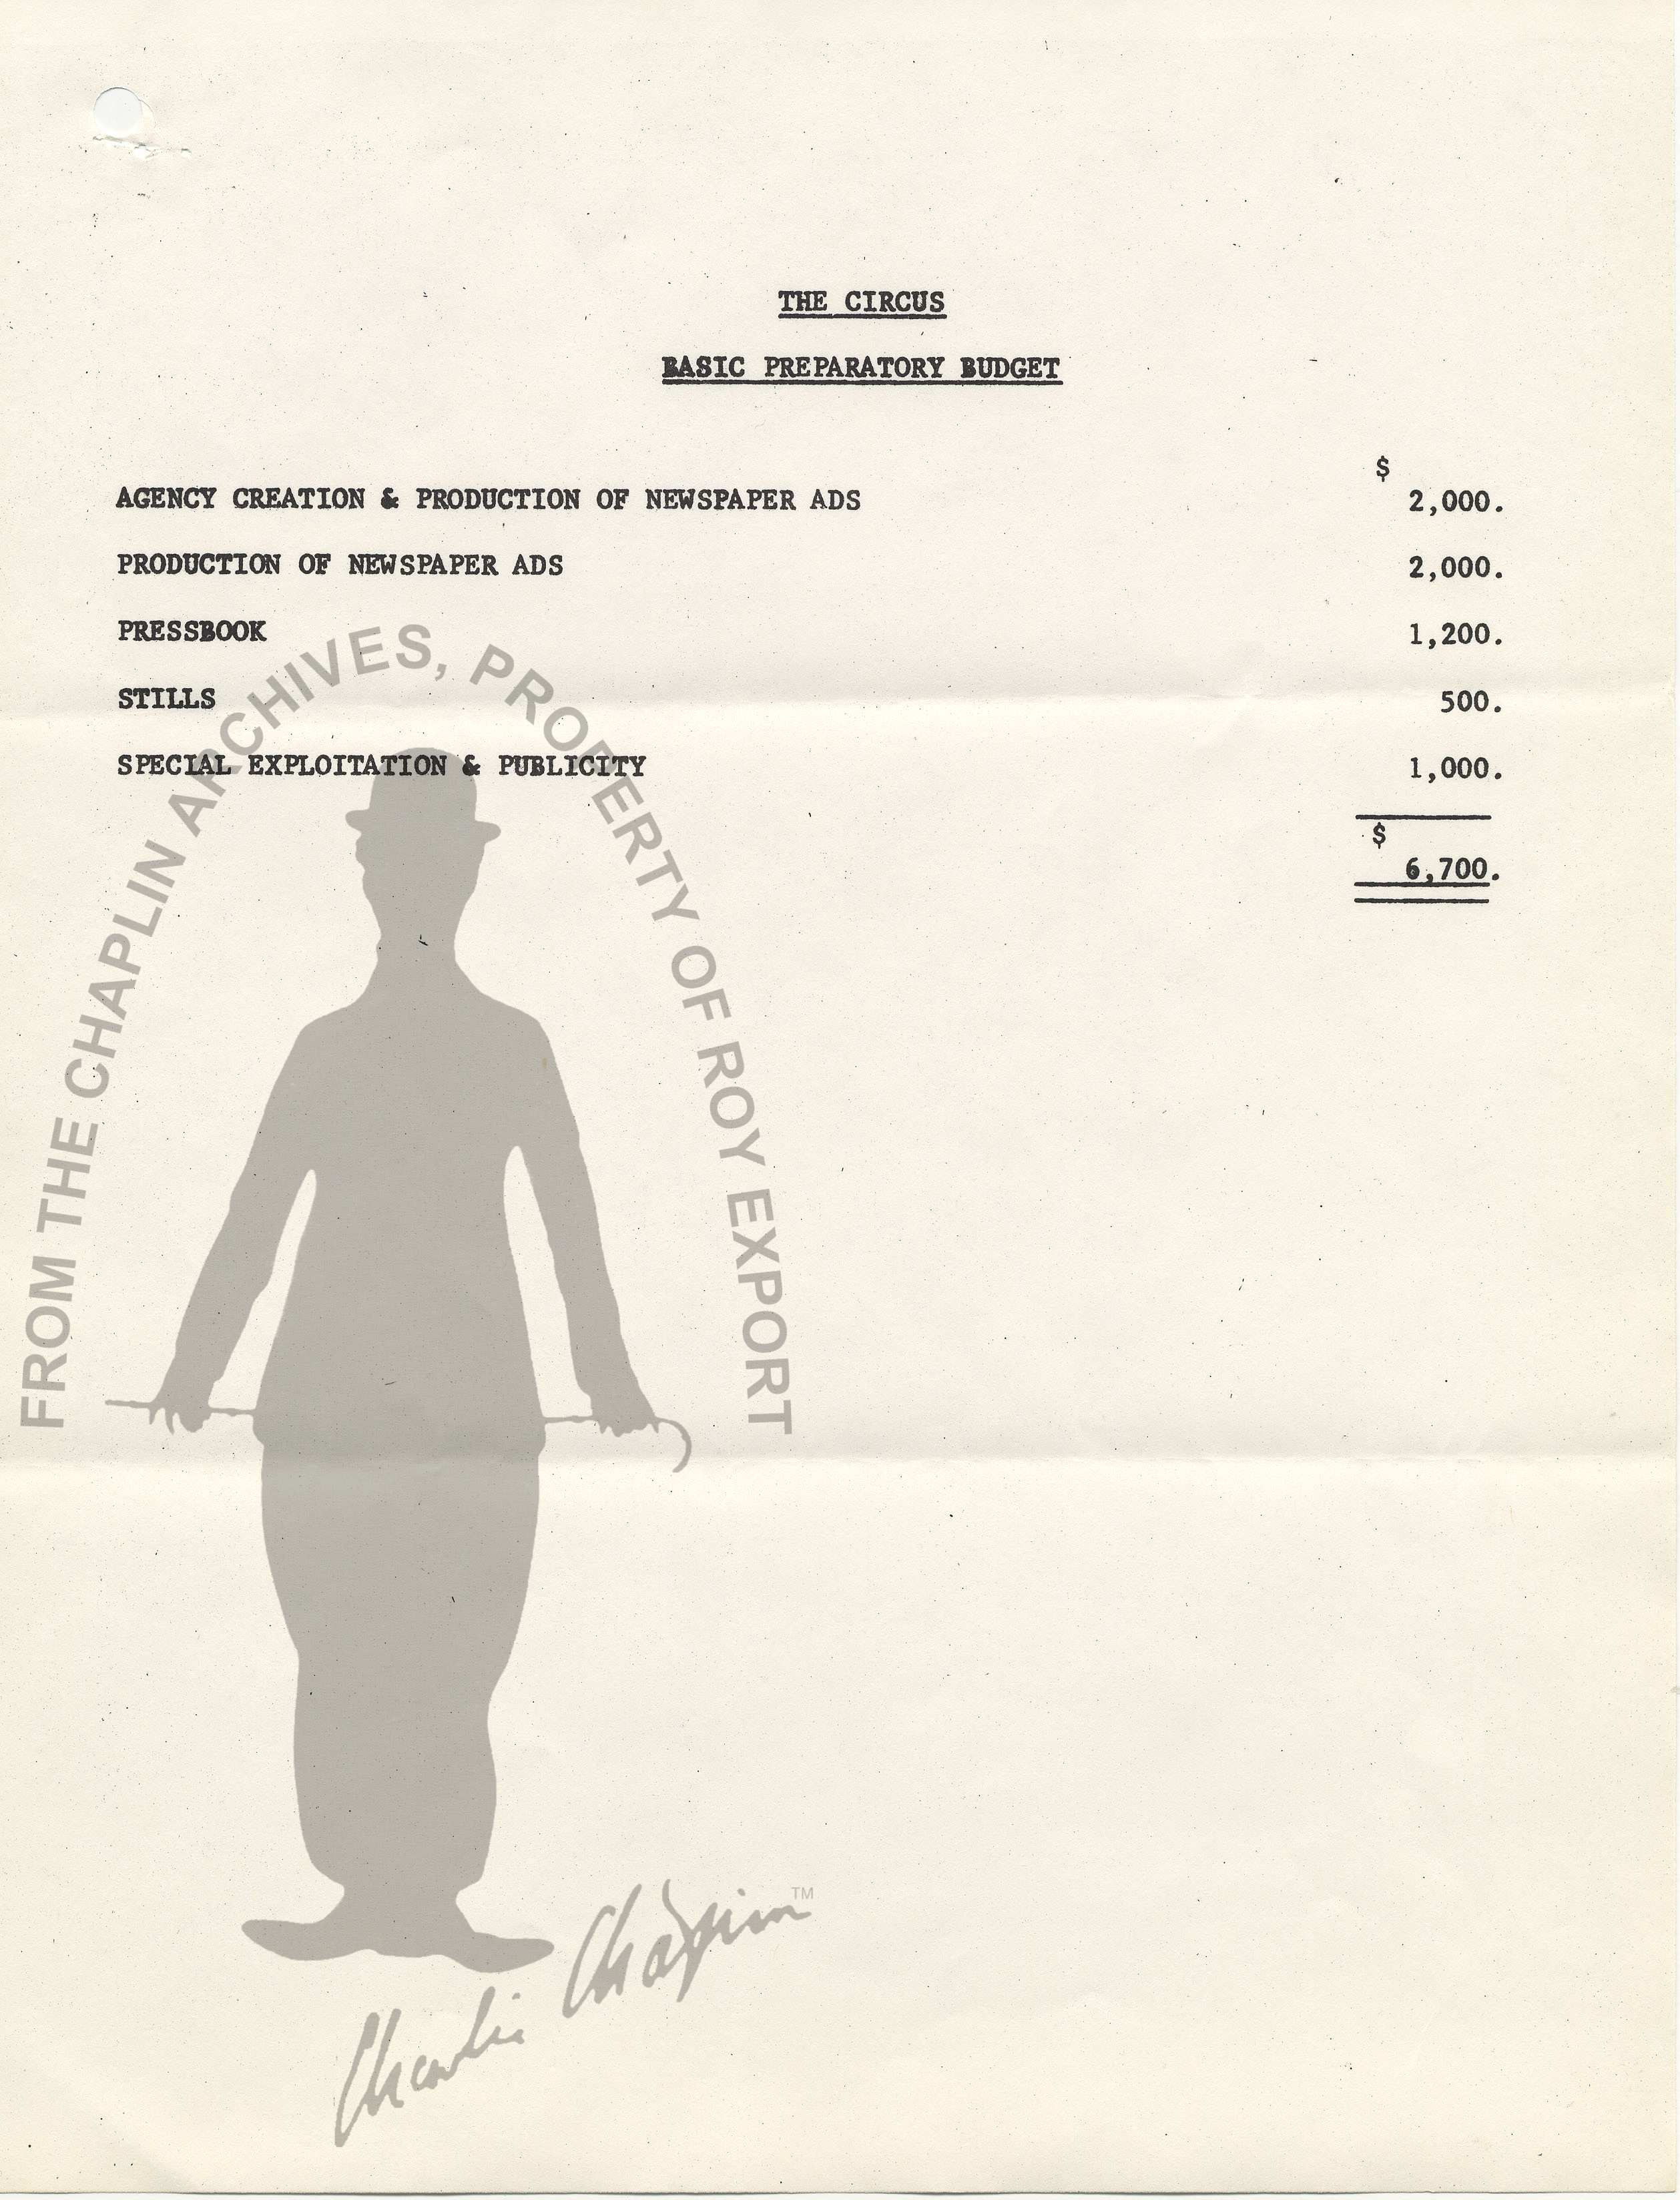 THE CIRCUS
BASIC PREPARATORY BUDGET
$
AGENCY CREATION & PRODUCTION OF NEWSPAPER ADS 2,000.
PRODUCTION OF NEWSPAPER ADS 2,000.
PRESSBOOK 1,200.
STILLS 500.
SPECIAL EXPLOITATION & PUBLICITY 1,000.
$
6,700.
FROM THE CHAPLIN ARCHIVES, PROPERTY OF ROY EXPORT
Charlie Chaplin™